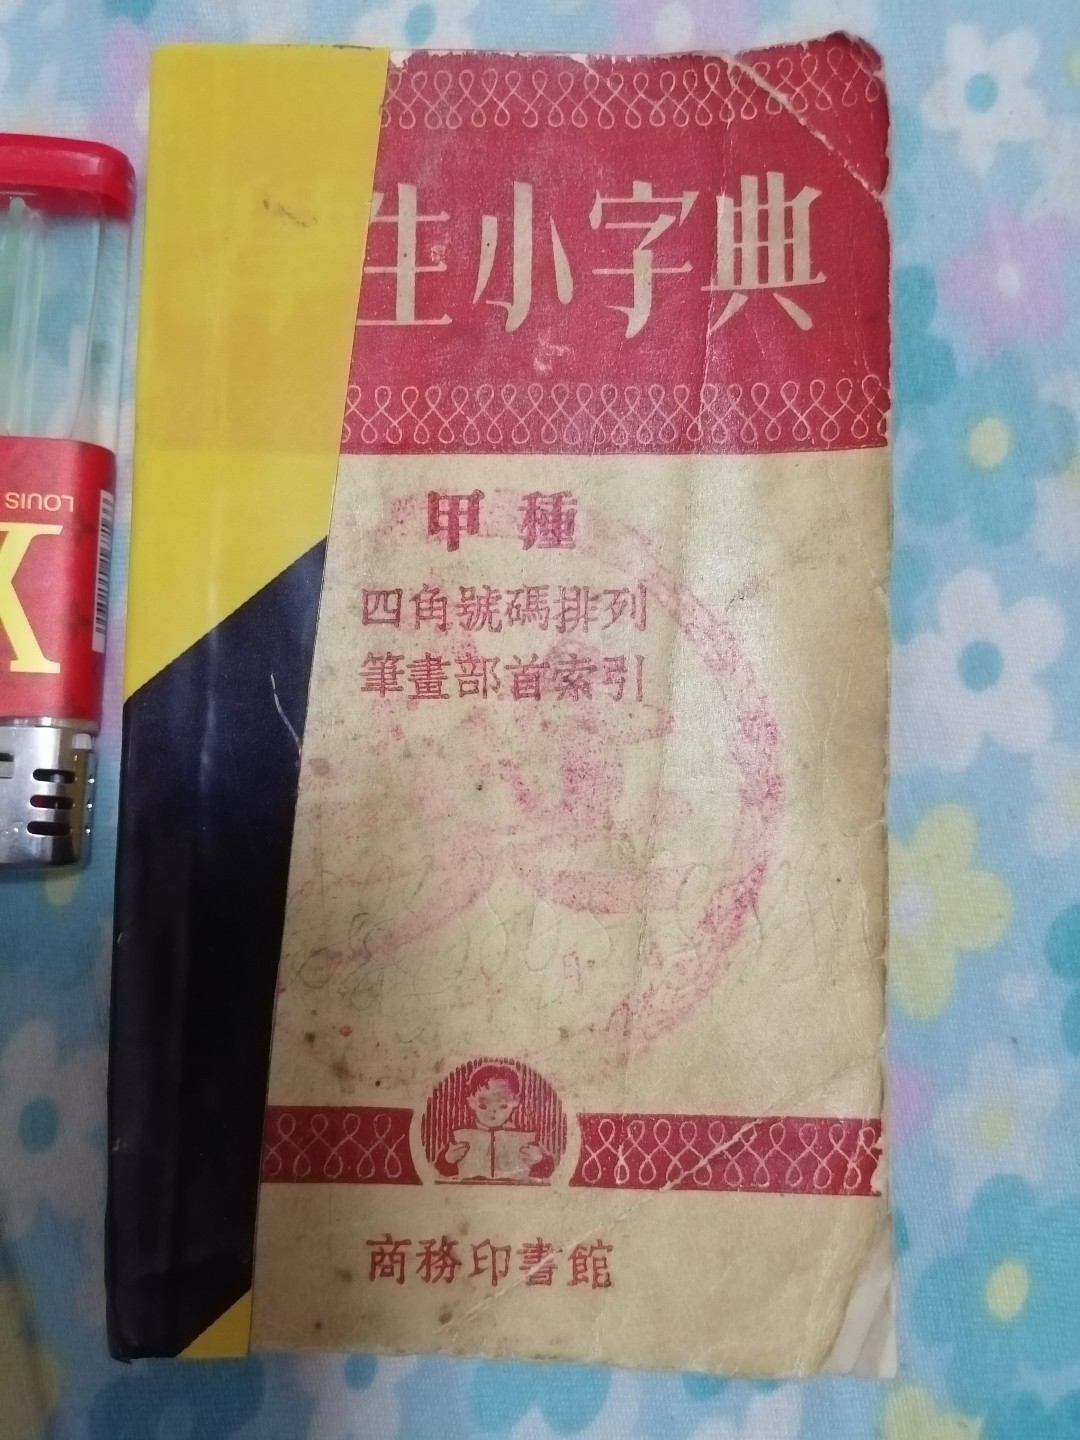 生小字典
甲種
四角號碼排列
筆畫部首索引
商務印書館
LOUIS
X